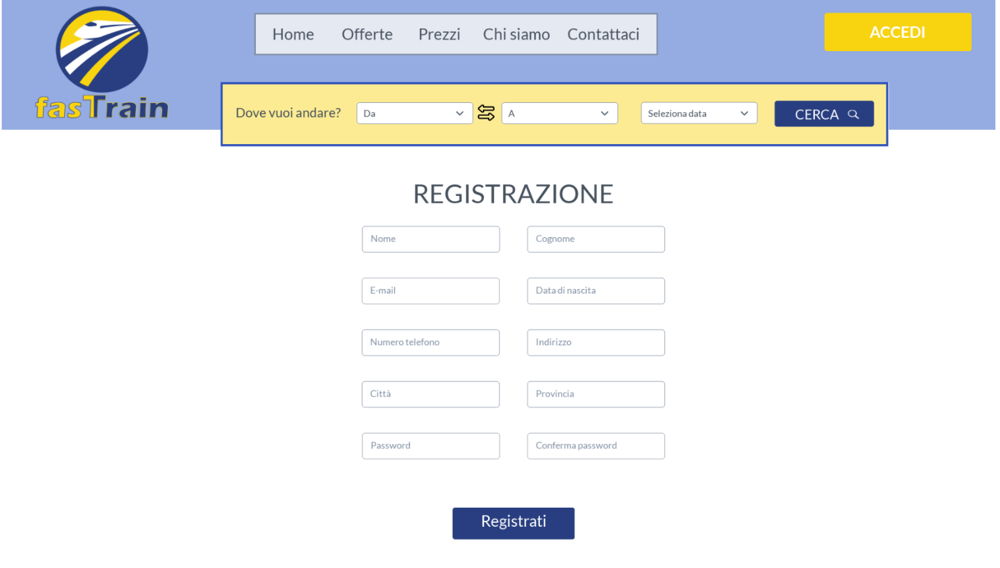 Home Offerte Prezzi Chi siamo Contattaci
ACCEDI
fasTrain
Dove vuoi andare? Da A Seleziona data CERCA
REGISTRAZIONE
Nome Cognome
E-mail Data di nascita
Numero telefono Indirizzo
Città Provincia
Password Conferma password
Registrati